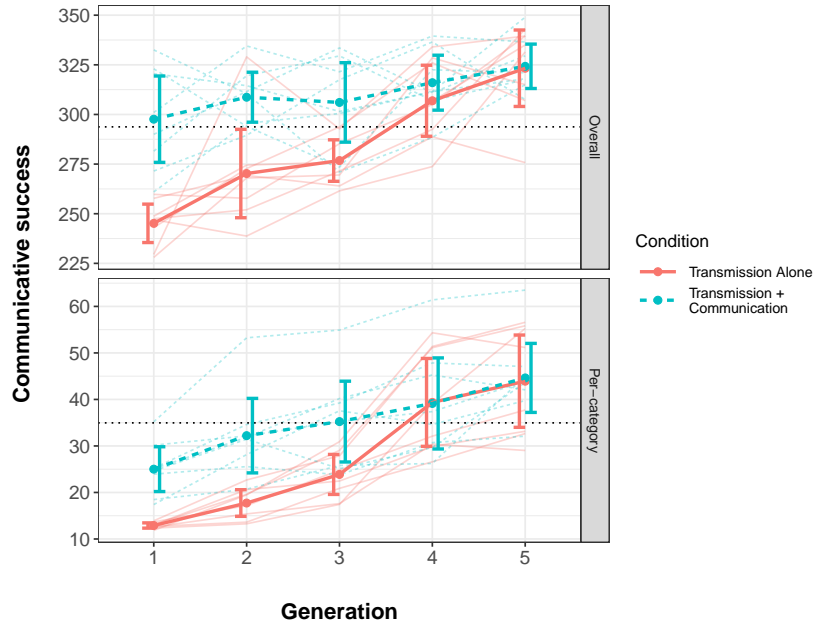 350
325
300
275
250
225
Overall
60
50
40
30
20
10
Per-category
1 2 3 4 5
Communicative success
Generation
Condition
Transmission Alone
Transmission +
Communication